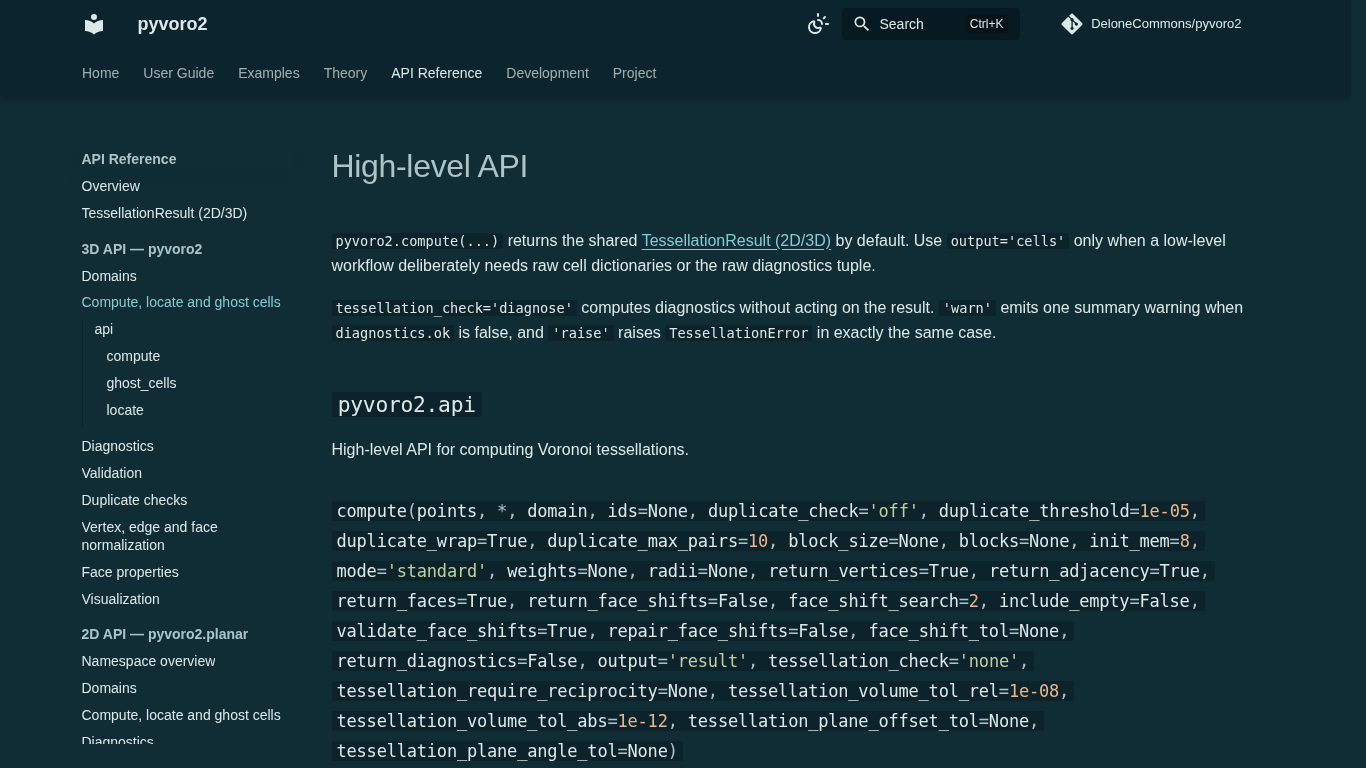 pyvoro2
Search Ctrl+K
DeloneCommons/pyvoro2
Home User Guide Examples Theory API Reference Development Project
API Reference
Overview
TessellationResult (2D/3D)
3D API — pyvoro2
Domains
Compute, locate and ghost cells
api
compute
ghost_cells
locate
Diagnostics
Validation
Duplicate checks
Vertex, edge and face
normalization
Face properties
Visualization
2D API — pyvoro2.planar
Namespace overview
Domains
Compute, locate and ghost cells
Diagnostics
High-level API
pyvoro2.compute(...) returns the shared TessellationResult (2D/3D) by default. Use output='cells' only when a low-level
workflow deliberately needs raw cell dictionaries or the raw diagnostics tuple.
tessellation_check='diagnose' computes diagnostics without acting on the result. 'warn' emits one summary warning when
diagnostics.ok is false, and 'raise' raises TessellationError in exactly the same case.
pyvoro2.api
High-level API for computing Voronoi tessellations.
compute(points, *, domain, ids=None, duplicate_check='off', duplicate_threshold=1e-05,
duplicate_wrap=True, duplicate_max_pairs=10, block_size=None, blocks=None, init_mem=8,
mode='standard', weights=None, radii=None, return_vertices=True, return_adjacency=True,
return_faces=True, return_face_shifts=False, face_shift_search=2, include_empty=False,
validate_face_shifts=True, repair_face_shifts=False, face_shift_tol=None,
return_diagnostics=False, output='result', tessellation_check='none',
tessellation_require_reciprocity=None, tessellation_volume_tol_rel=1e-08,
tessellation_volume_tol_abs=1e-12, tessellation_plane_offset_tol=None,
tessellation_plane_angle_tol=None)